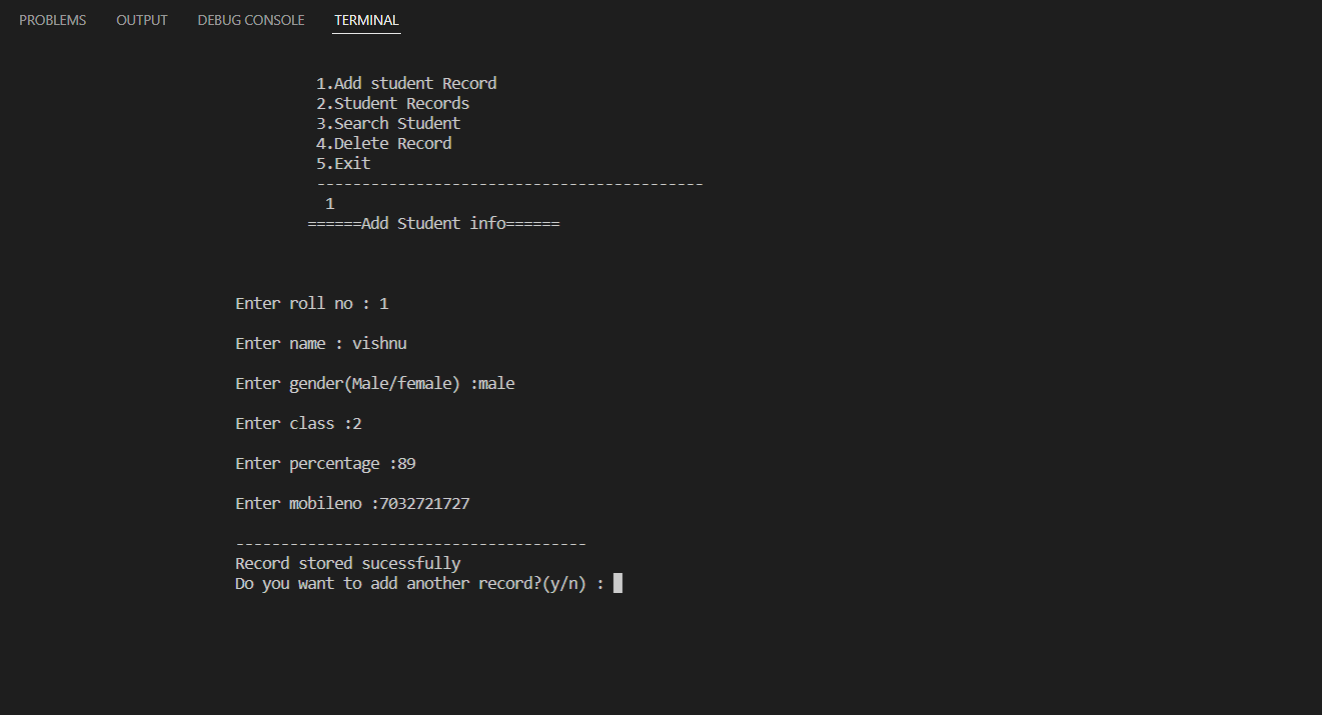 PROBLEMS OUTPUT DEBUG CONSOLE TERMINAL
1.Add student Record
2.Student Records
3.Search Student
4.Delete Record
5.Exit
-------------------------------------------
1
======Add Student info======
Enter roll no : 1
Enter name : vishnu
Enter gender(Male/female) :male
Enter class :2
Enter percentage :89
Enter mobileno :7032721727
---------------------------------------
Record stored sucessfully
Do you want to add another record?(y/n) :